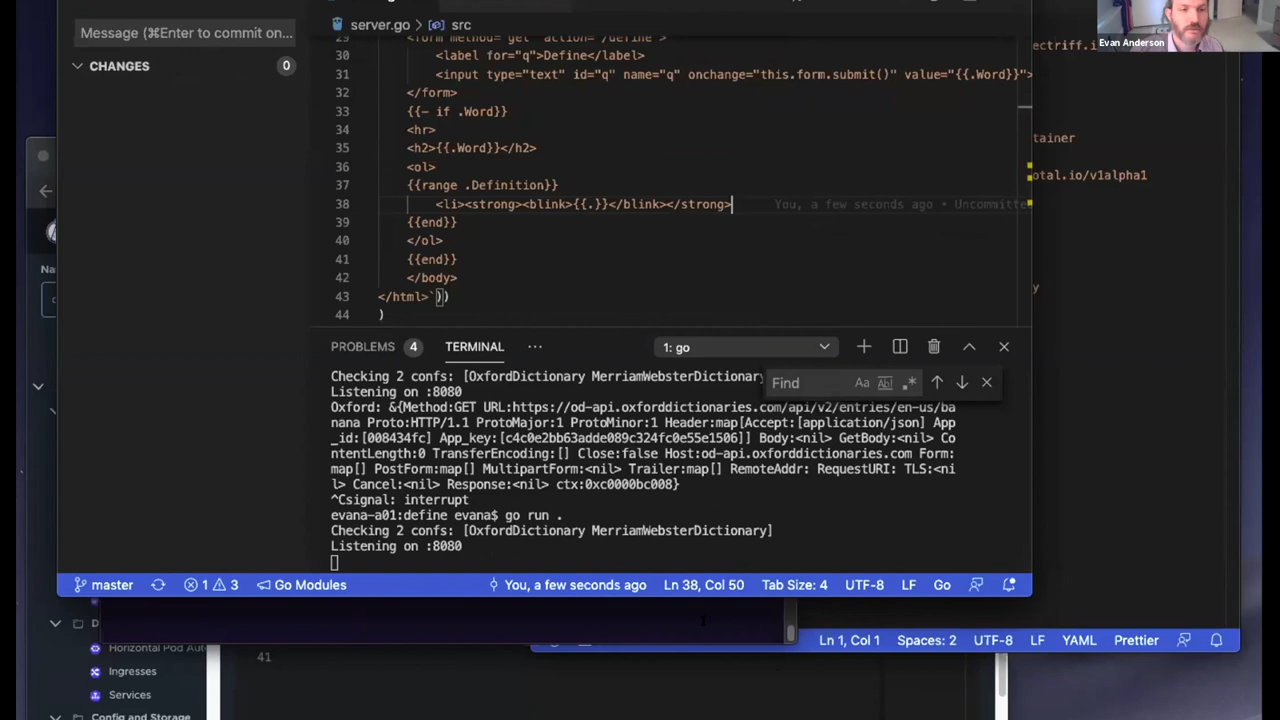 Message (⌘Enter to commit on...
CHANGES
0
server.go
src
Evan Anderson
29
<form method="get" action="/define">
30
<label for="q">Define</label>
31
<input type="text" id="q" name="q" onchange="this.form.submit()" value="{{.Word}}">
32
</form>
33
{{- if .Word}}
34
<hr>
35
<h2>{{.Word}}</h2>
36
<ol>
37
{{range .Definition}}
38
<li><strong><blink>{{.}}</blink></strong>
You, a few seconds ago • Uncommitte
39
{{end}}
40
</ol>
41
{{end}}
42
</body>
43
</html>`))
44
)
ectriff.i
tainer
otal.io/v1alpha1
y
PROBLEMS
4
TERMINAL
...
1: go
Find
Aa
Checking 2 confs: [OxfordDictionary MerriamWebsterDictionary
Listening on :8080
Oxford: &{Method:GET URL:https://od-api.oxforddictionaries.com/api/v2/entries/en-us/ba
nana Proto:HTTP/1.1 ProtoMajor:1 ProtoMinor:1 Header:map[Accept:[application/json] App
_id:[008434fc] App_key:[c4c0e2bb63adde089c324fc0e55e1506]] Body:<nil> GetBody:<nil> Co
ntentLength:0 TransferEncoding:[] Close:false Host:od-api.oxforddictionaries.com Form:
map[] PostForm:map[] MultipartForm:<nil> Trailer:map[] RemoteAddr: RequestURI: TLS:<ni
l> Cancel:<nil> Response:<nil> ctx:0xc0000bc008}
^Csignal: interrupt
evana-a01:define evana$ go run .
Checking 2 confs: [OxfordDictionary MerriamWebsterDictionary]
Listening on :8080
Na
master
1
3
Go Modules
You, a few seconds ago
Ln 38, Col 50
Tab Size: 4
UTF-8
LF
Go
D
Horizontal Pod Auto
Ingresses
Services
Config and Storage
41
Ln 1, Col 1
Spaces: 2
UTF-8
LF
YAML
Prettier